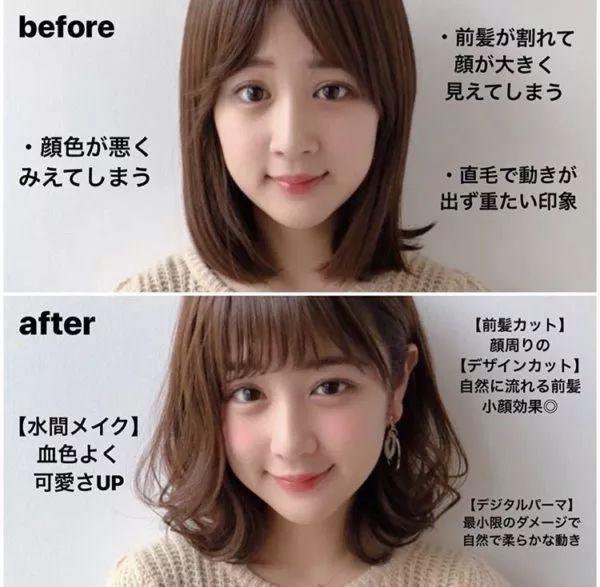 before
・前髪が割れて
顔が大きく
見えてしまう
・顔色が悪く
みえてしまう
・直毛で動きが
出ず重たい印象
after
【前髪カット】
顔周りの
【デザインカット】
自然に流れる前髪
小顔効果◎
【水間メイク】
血色よく
可愛さUP
【デジタルパーマ】
最小限のダメージで
自然で柔らかな動き